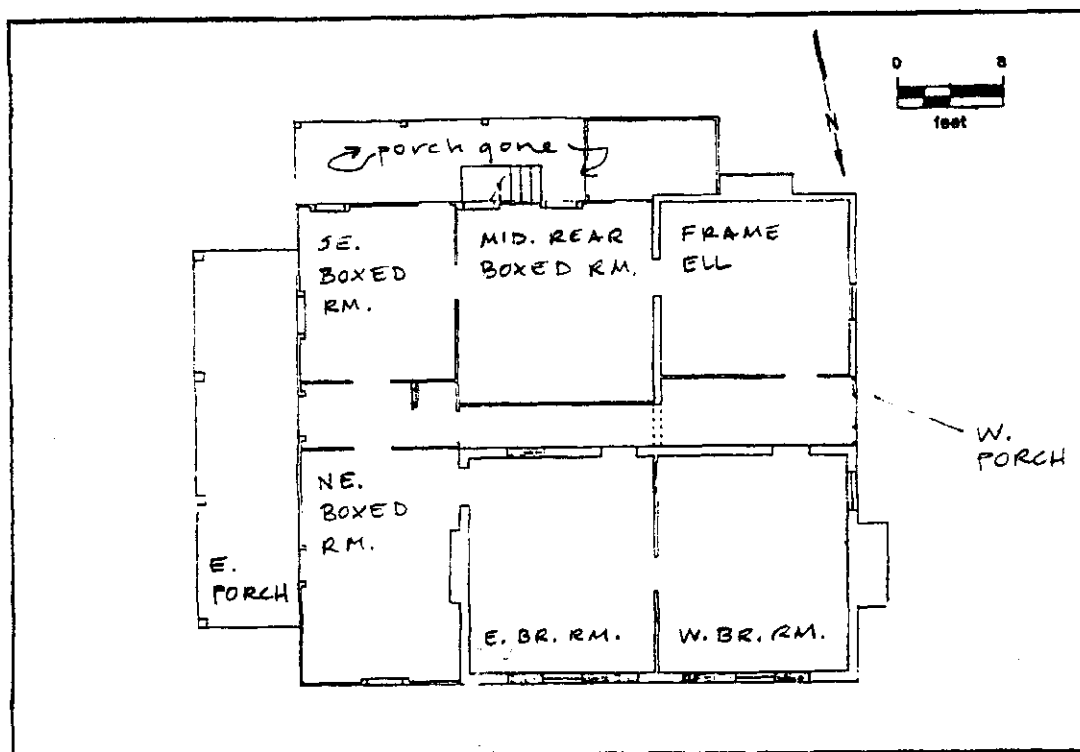 0 8
feet
N
porch gone
SE.
BOXED
RM.
MID. REAR
BOXED RM.
FRAME
ELL
W.
PORCH
NE.
BOXED
RM.
E.
PORCH
E. BR. RM.
W. BR. RM.